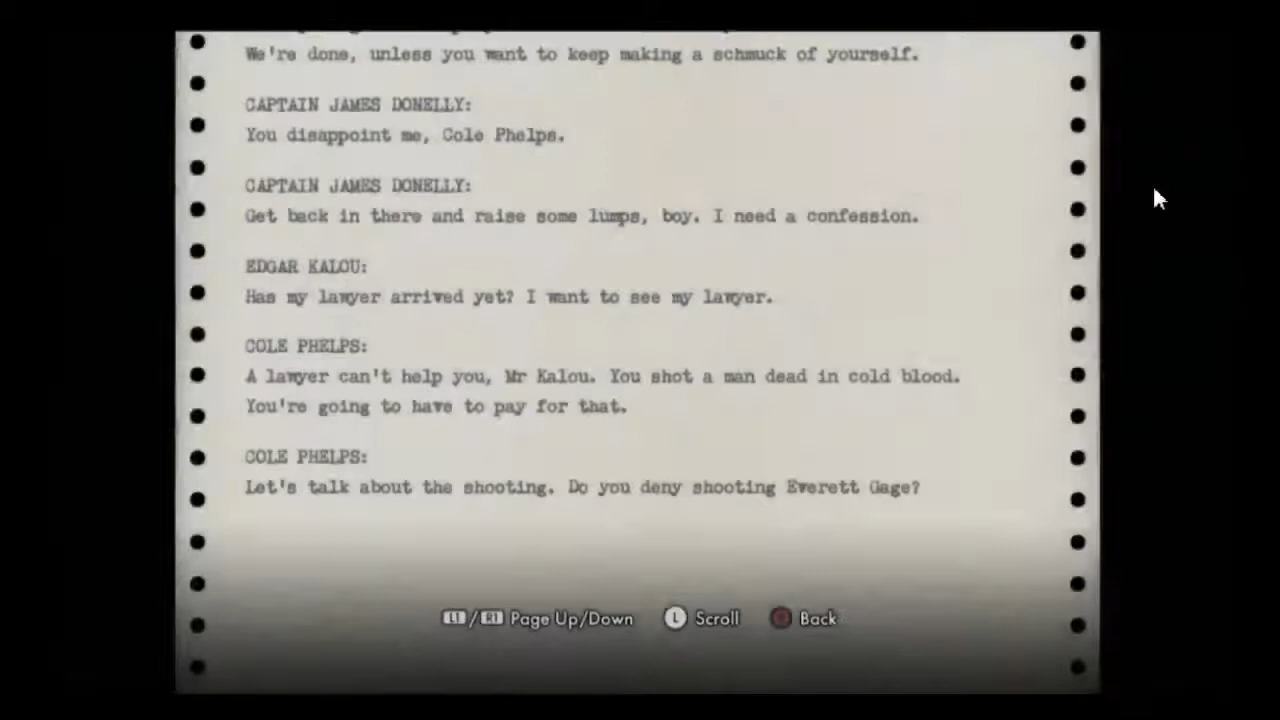 We're done, unless you want to keep making a schmuck of yourself.
CAPTAIN JAMES DONELLY:
You disappoint me, Cole Phelps.
CAPTAIN JAMES DONELLY:
Get back in there and raise some lumps, boy. I need a confession.
EDGAR KALOU:
Has my lawyer arrived yet? I want to see my lawyer.
COLE PHELPS:
A lawyer can't help you, Mr Kalou. You shot a man dead in cold blood.
You're going to have to pay for that.
COLE PHELPS:
Let's talk about the shooting. Do you deny shooting Everett Gage?
L1/R1 Page Up/Down L Scroll Back